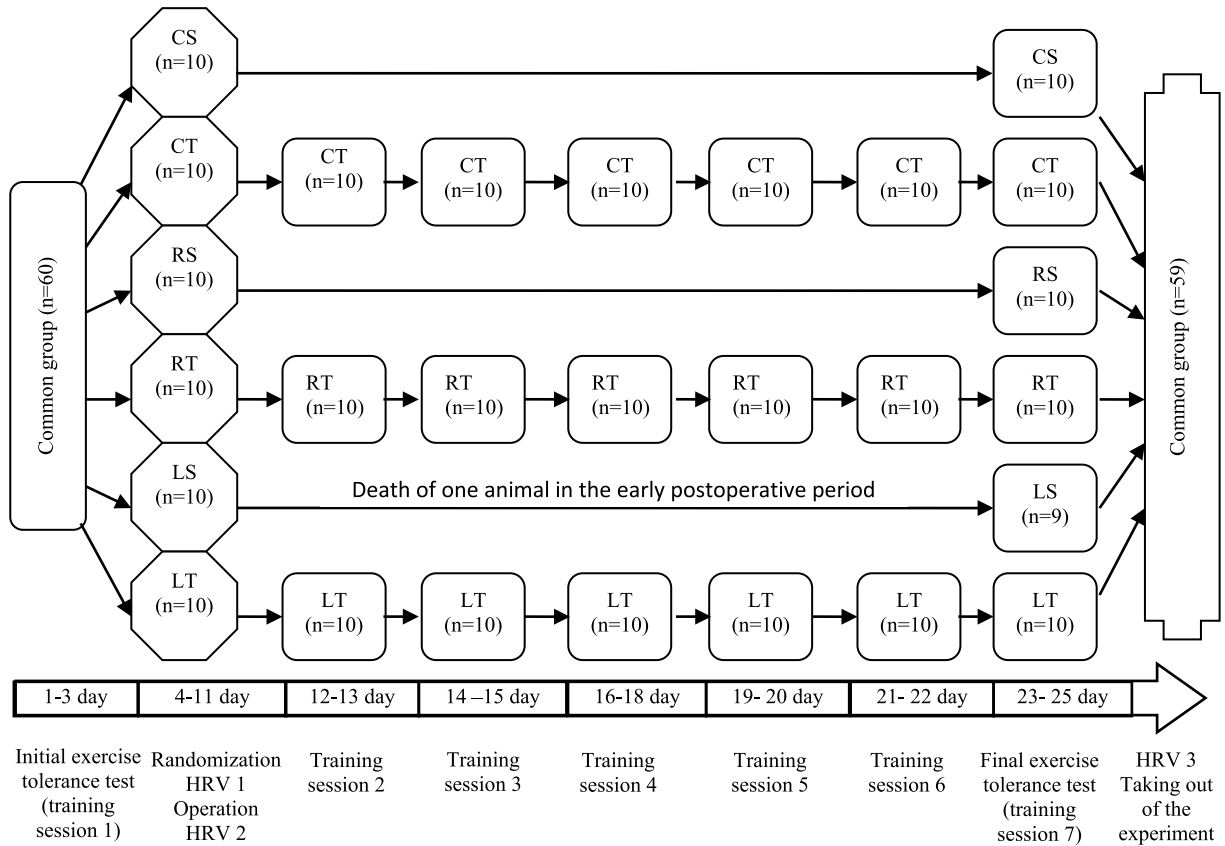 Common group (n=60)
CS
(n=10)
CS
(n=10)
CT
(n=10)
CT
(n=10)
CT
(n=10)
CT
(n=10)
CT
(n=10)
CT
(n=10)
CT
(n=10)
RS
(n=10)
RS
(n=10)
RT
(n=10)
RT
(n=10)
RT
(n=10)
RT
(n=10)
RT
(n=10)
RT
(n=10)
RT
(n=10)
LS
(n=10)
Death of one animal in the early postoperative period
LS
(n=9)
LT
(n=10)
LT
(n=10)
LT
(n=10)
LT
(n=10)
LT
(n=10)
LT
(n=10)
LT
(n=10)
Common group (n=59)
1-3 day
4-11 day
12-13 day
14 –15 day
16-18 day
19- 20 day
21- 22 day
23- 25 day
Initial exercise
tolerance test
(training
session 1)
Randomization
HRV 1
Operation
HRV 2
Training
session 2
Training
session 3
Training
session 4
Training
session 5
Training
session 6
Final exercise
tolerance test
(training
session 7)
HRV 3
Taking out
of the
experiment